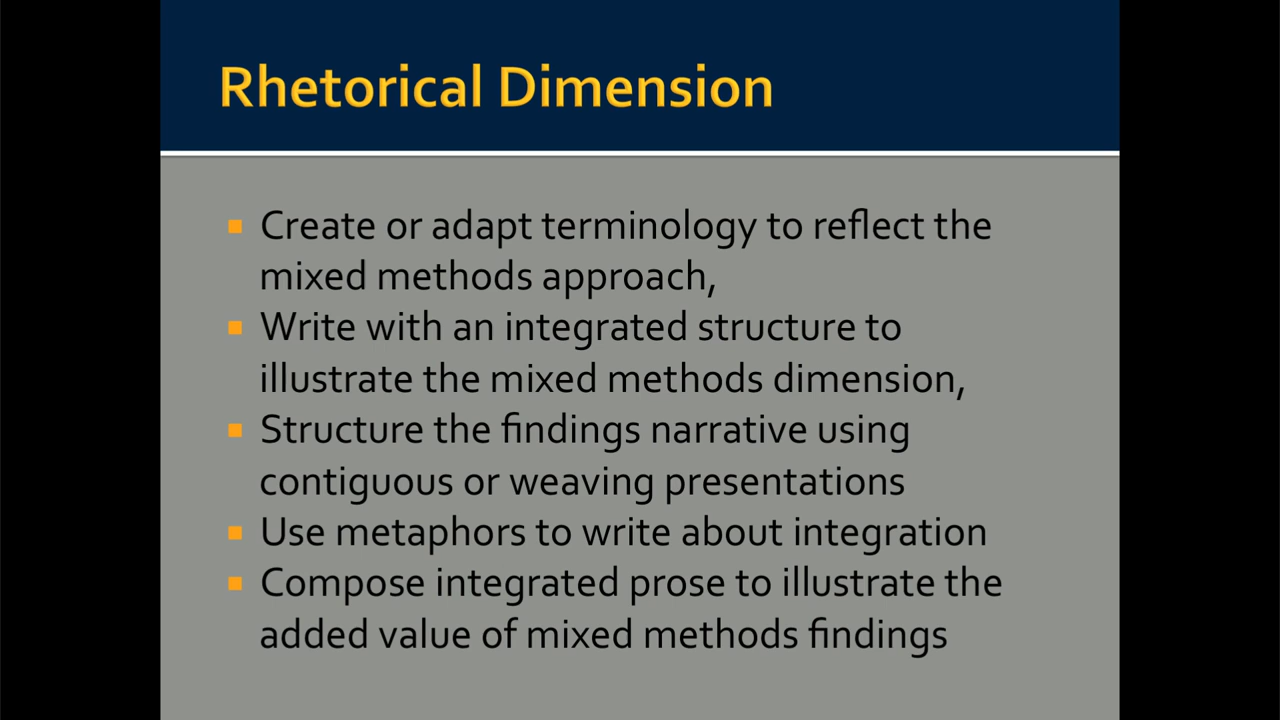 Rhetorical Dimension
Create or adapt terminology to reflect the
mixed methods approach,
Write with an integrated structure to
illustrate the mixed methods dimension,
Structure the findings narrative using
contiguous or weaving presentations
Use metaphors to write about integration
Compose integrated prose to illustrate the
added value of mixed methods findings